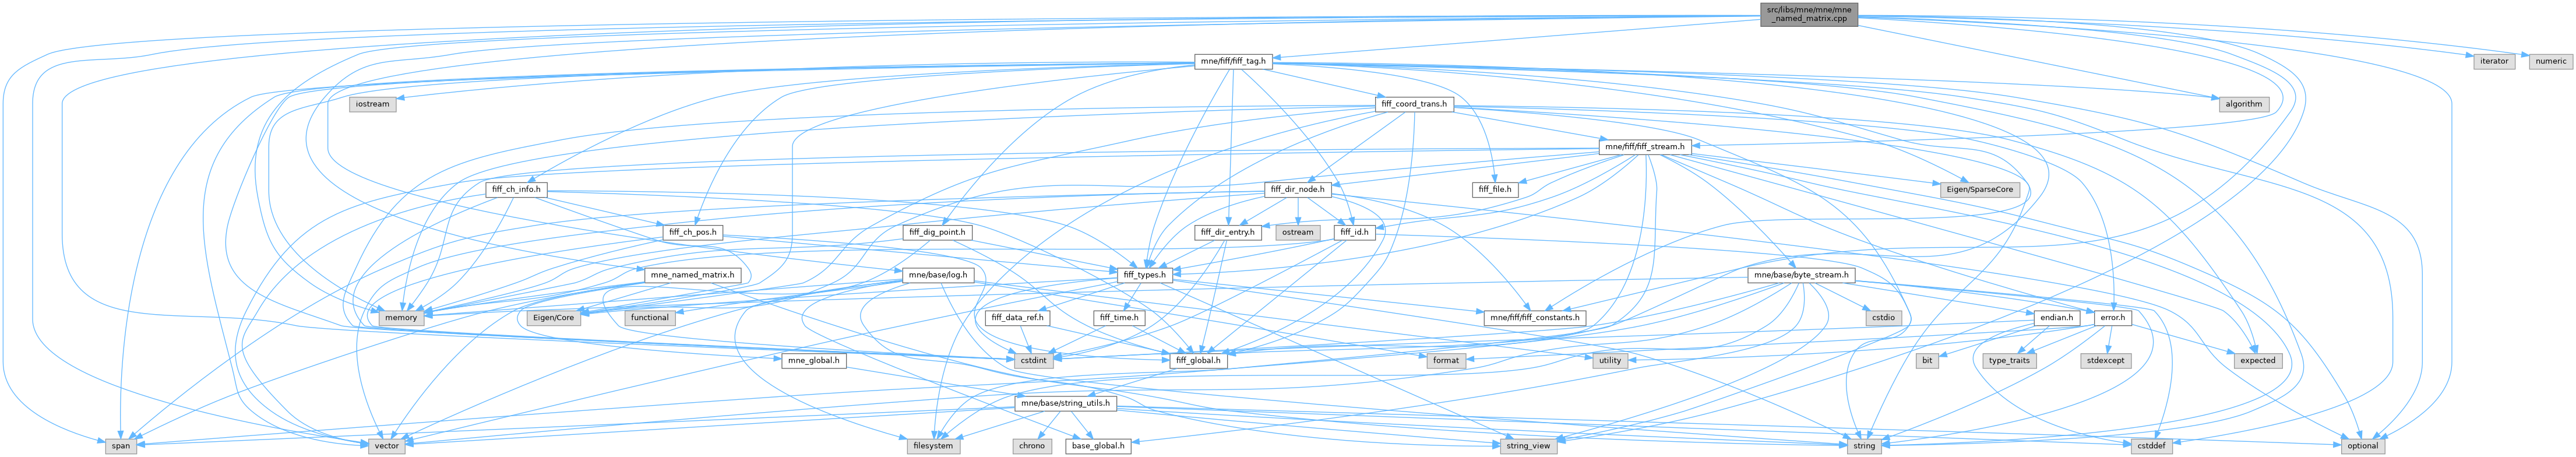 src/libs/mne/mne/mne
_named_matrix.cpp
mne/fiff/fiff_tag.h
iterator
numeric
iostream
fiff_coord_trans.h
algorithm
mne/fiff/fiff_stream.h
fiff_ch_info.h
fiff_dir_node.h
fiff_file.h
Eigen/SparseCore
fiff_ch_pos.h
fiff_dig_point.h
fiff_dir_entry.h
ostream
fiff_id.h
mne_named_matrix.h
mne/base/log.h
fiff_types.h
mne/base/byte_stream.h
memory
Eigen/Core
functional
fiff_data_ref.h
fiff_time.h
mne/fiff/fiff_constants.h
cstdio
endian.h
error.h
mne_global.h
cstdint
fiff_global.h
format
utility
bit
type_traits
stdexcept
expected
mne/base/string_utils.h
span
vector
filesystem
chrono
base_global.h
string_view
string
cstddef
optional